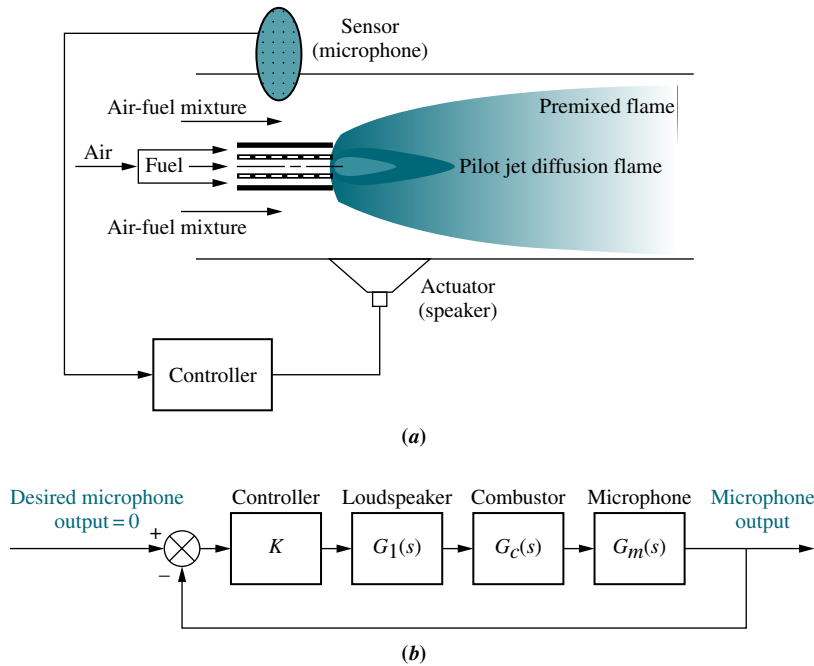 Sensor
(microphone)
Air-fuel mixture
Premixed flame
Air
Fuel
Pilot jet diffusion flame
Air-fuel mixture
Actuator
(speaker)
Controller
(a)
Desired microphone
output = 0
Controller
Loudspeaker
Combustor
Microphone
Microphone
output
+
−
K
G1(s)
Gc(s)
Gm(s)
(b)